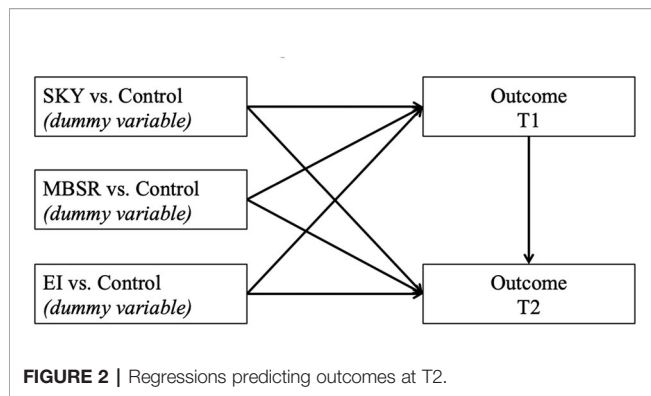 SKY vs. Control
(dummy variable)
Outcome
T1
MBSR vs. Control
(dummy variable)
EI vs. Control
(dummy variable)
Outcome
T2
FIGURE 2 | Regressions predicting outcomes at T2.